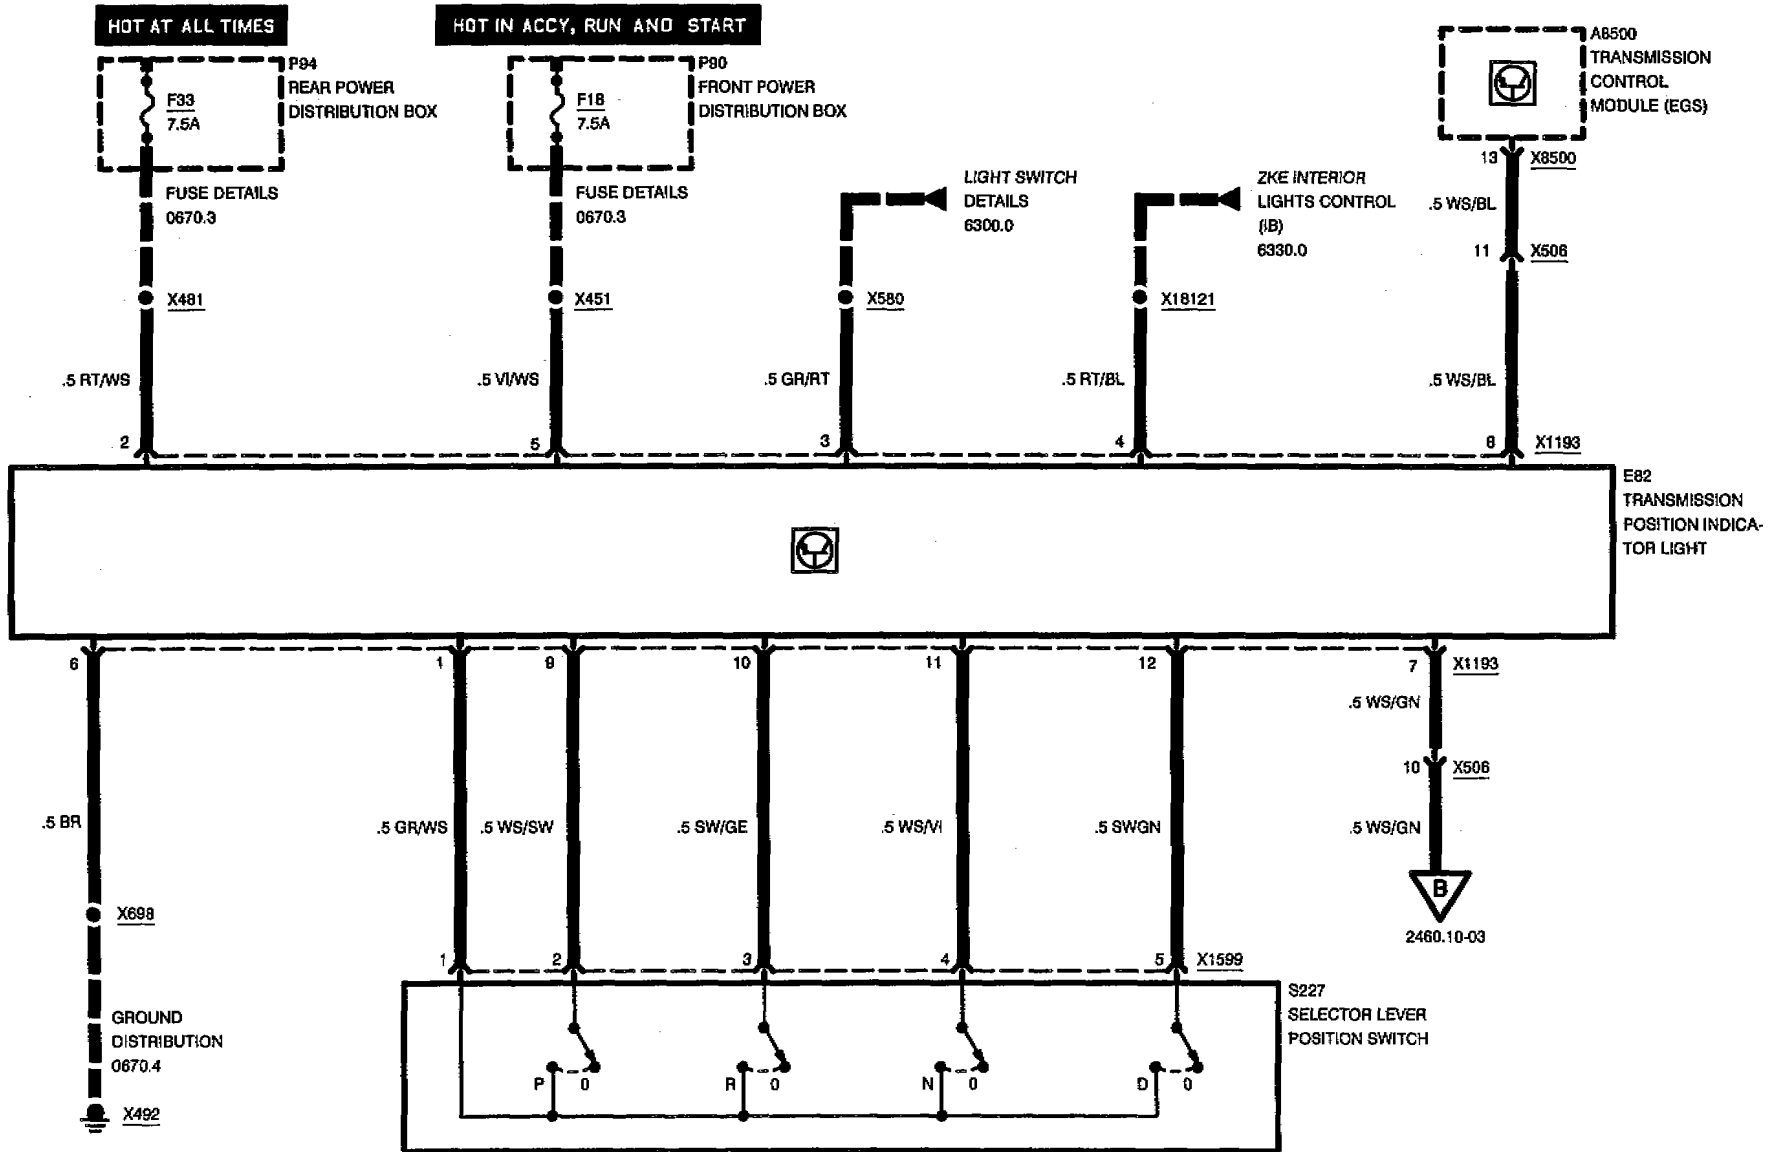 HOT AT ALL TIMES
HOT IN ACCY, RUN AND START
P94
REAR POWER
DISTRIBUTION BOX
F33
7.5A
FUSE DETAILS
0670.3
X481
.5 RT/WS
2
P90
FRONT POWER
DISTRIBUTION BOX
F18
7.5A
FUSE DETAILS
0670.3
X451
.5 VI/WS
5
LIGHT SWITCH
DETAILS
6300.0
X580
.5 GR/RT
3
ZKE INTERIOR
LIGHTS CONTROL
(IB)
6330.0
X18121
.5 RT/BL
4
A8500
TRANSMISSION
CONTROL
MODULE (EGS)
13
X8500
.5 WS/BL
11
X506
.5 WS/BL
8
X1193
E82
TRANSMISSION
POSITION INDICA-
TOR LIGHT
6
1
9
10
11
12
7
X1193
.5 WS/GN
10
X506
.5 BR
.5 GR/WS
.5 WS/SW
.5 SW/GE
.5 WS/VI
.5 SWGN
.5 WS/GN
B
2460.10-03
X698
GROUND
DISTRIBUTION
0670.4
X492
1
2
3
4
5
X1599
S227
SELECTOR LEVER
POSITION SWITCH
P
0
R
0
N
0
D
0